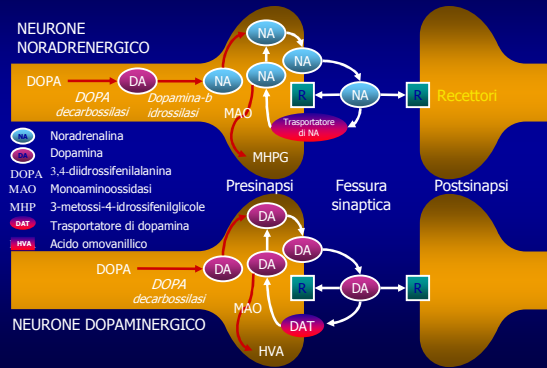 NEURONE
NORADRENERGICO
NA
NA
NA
DOPA
DA
NA
NA
R
NA
R
Recettori
DOPA
decarbossilasi
Dopamina-b
idrossilasi
MAO
Trasportatore
di NA
MHPG
NA Noradrenalina
DA Dopamina
DOPA 3,4-diidrossifenilalanina
MAO Monoaminoossidasi
MHP 3-metossi-4-idrossifenilglicole
DAT Trasportatore di dopamina
HVA Acido omovanillico
Presinapsi
Fessura
sinaptica
Postsinapsi
DA
DA
DOPA
DA
DA
R
DA
R
DOPA
decarbossilasi
MAO
DAT
HVA
NEURONE DOPAMINERGICO